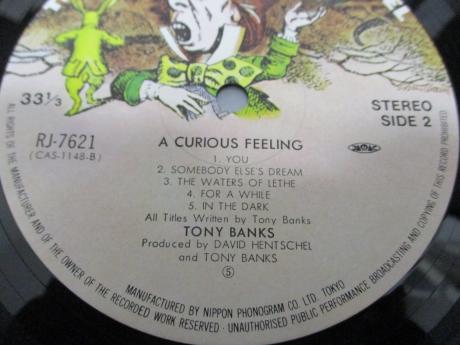 33⅓
STEREO
SIDE 2
RJ-7621
(CAS-1148-B)
A CURIOUS FEELING
1. YOU
2. SOMEBODY ELSE'S DREAM
3. THE WATERS OF LETHE
4. FOR A WHILE
5. IN THE DARK
All Titles Written by Tony Banks
TONY BANKS
Produced by DAVID HENTSCHEL
and TONY BANKS
5
MANUFACTURED BY NIPPON PHONOGRAM CO. LTD. TOKYO
ALL RIGHTS OF THE MANUFACTURER AND OF THE OWNER OF THE RECORDED WORK RESERVED · UNAUTHORISED PUBLIC PERFORMANCE BROADCASTING AND COPYING OF THIS RECORD PROHIBITED